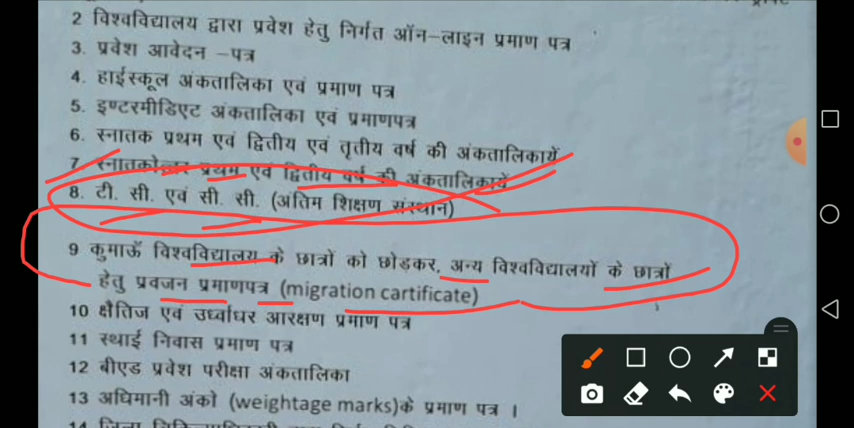 2 विश्वविद्यालय द्वारा प्रवेश हेतु निर्गत ऑन–लाइन प्रमाण पत्र
3. प्रवेश आवेदन –पत्र
4. हाईस्कूल अंकतालिका एवं प्रमाण पत्र
5. इण्टरमीडिएट अंकतालिका एवं प्रमाणपत्र
6. स्नातक प्रथम एवं द्वितीय एवं तृतीय वर्ष की अंकतालिकायें
7. स्नातकोत्तर प्रथम एवं द्वितीय वर्ष की अंकतालिकायें
8. टी. सी. एवं सी. सी. (अंतिम शिक्षण संस्थान)
9 कुमाऊँ विश्वविद्यालय के छात्रों को छोड़कर, अन्य विश्वविद्यालयों के छात्रों
हेतु प्रवजन प्रमाणपत्र (migration cartificate)
10 क्षैतिज एवं उर्ध्वाधर आरक्षण प्रमाण पत्र
11 स्थाई निवास प्रमाण पत्र
12 बीएड प्रवेश परीक्षा अंकतालिका
13 अधिमानी अंको (weightage marks)के प्रमाण पत्र ।
14